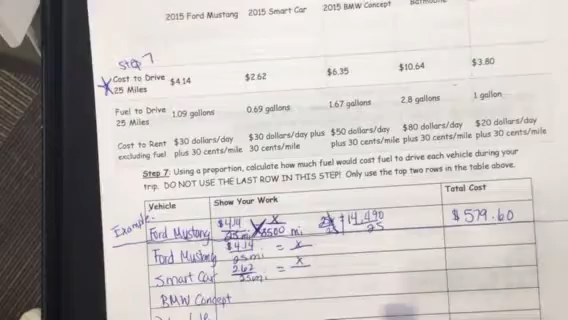 2015 Ford Mustang 2015 Smart Car 2015 BMW Concept
Step 7
Cost to Drive 25 Miles $4.14 $2.62 $6.35 $10.64 $3.80
Fuel to Drive 25 Miles 1.09 gallons 0.69 gallons 1.67 gallons 2.8 gallons 1 gallon
Cost to Rent excluding fuel $30 dollars/day plus 30 cents/mile $30 dollars/day plus 30 cents/mile $50 dollars/day plus 30 cents/mile $80 dollars/day plus 30 cents/mile $20 dollars/day plus 30 cents/mile
Step 7: Using a proportion, calculate how much fuel would cost fuel to drive each vehicle during your
trip. DO NOT USE THE LAST ROW IN THIS STEP! Only use the top two rows in the table above.
Vehicle Show Your Work Total Cost
Example:
Ford Mustang $4.14 25 mi x 3500 mi 14,490 25 $579.60
Ford Mustang $4.14 25 mi = x
Smart Car 2.62 25 mi = x
BMW Concept